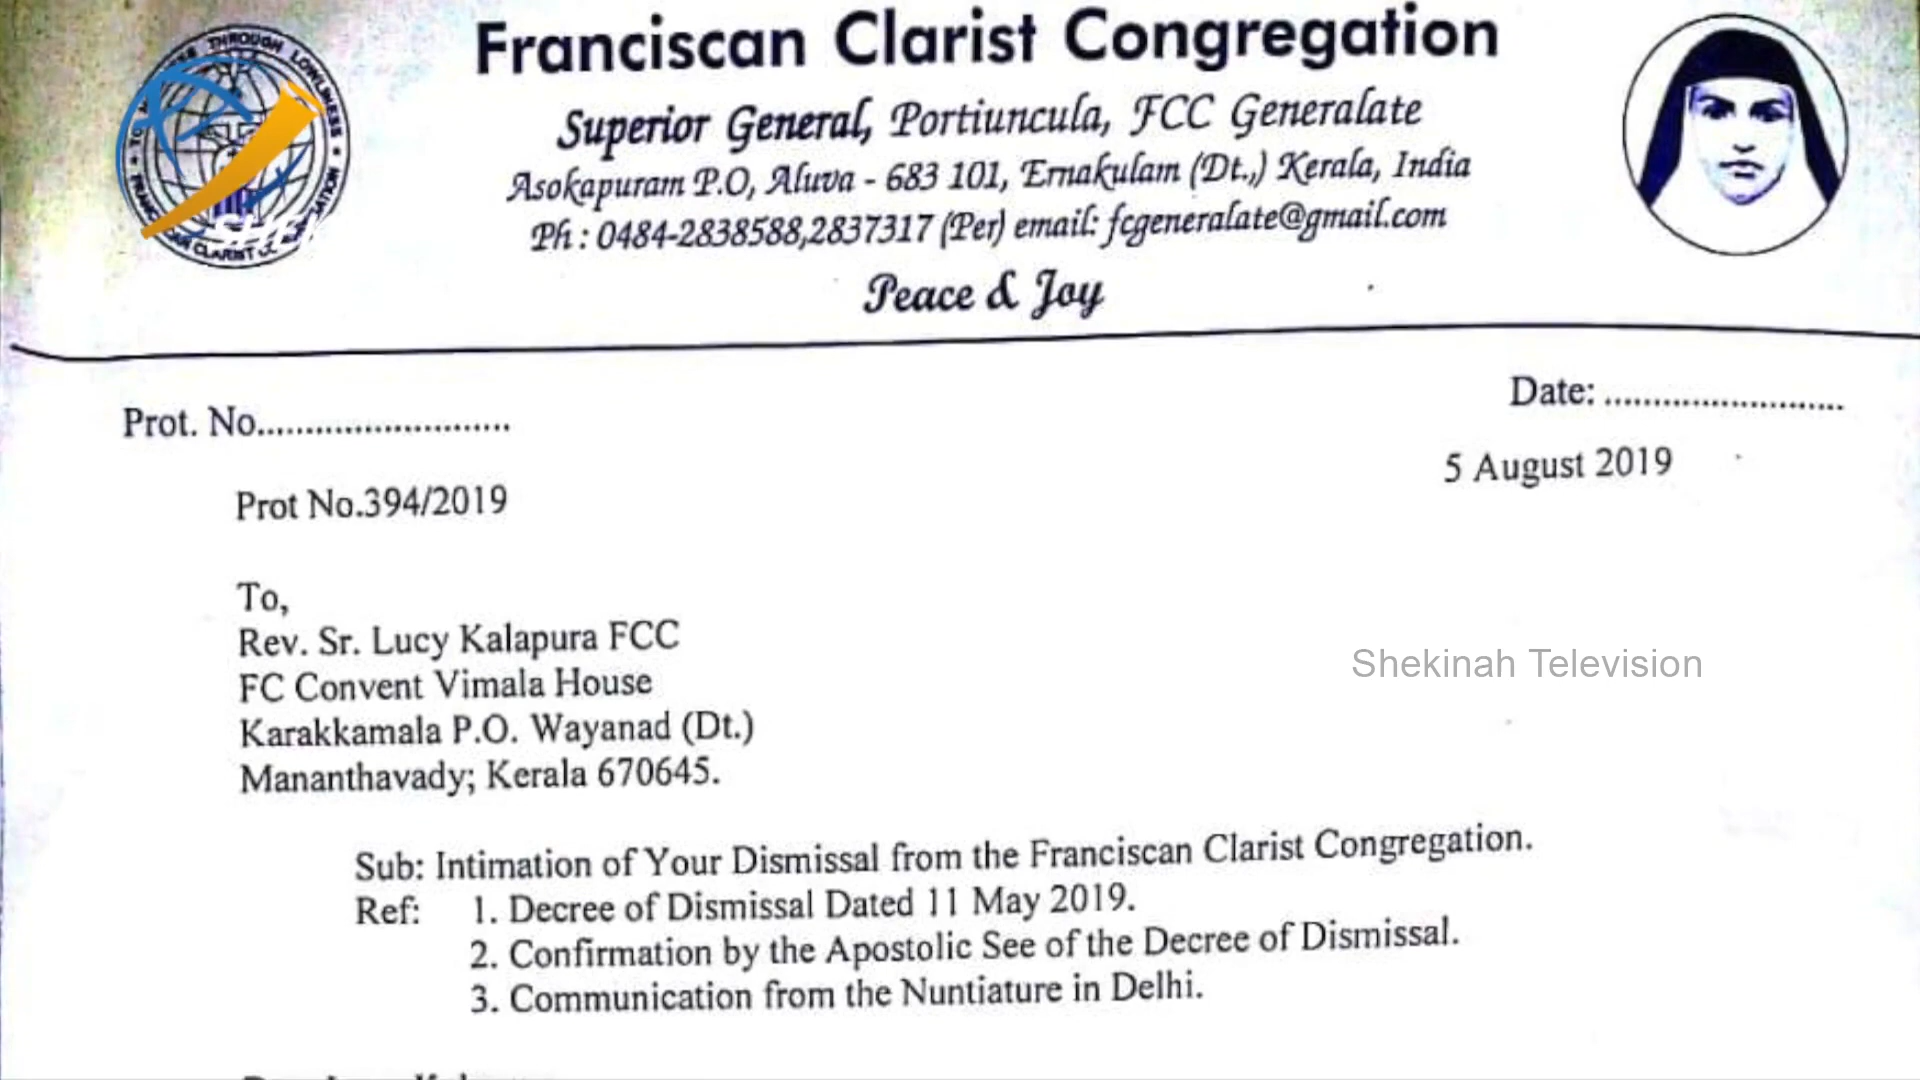 Franciscan Clarist Congregation
Superior General, Portiuncula, FCC Generalate
Asokapuram P.O, Aluva - 683 101, Ernakulam (Dt.,) Kerala, India
Ph : 0484-2838588,2837317 (Per) email: fcgeneralate@gmail.com
Peace & Joy
THROUGH LOWLINESS
CLARIST
Prot. No..........................
Date: .........................
5 August 2019
Prot No.394/2019
To,
Rev. Sr. Lucy Kalapura FCC
FC Convent Vimala House
Karakkamala P.O. Wayanad (Dt.)
Mananthavady; Kerala 670645.
Shekinah Television
Sub: Intimation of Your Dismissal from the Franciscan Clarist Congregation.
Ref: 1. Decree of Dismissal Dated 11 May 2019.
2. Confirmation by the Apostolic See of the Decree of Dismissal.
3. Communication from the Nuntiature in Delhi.